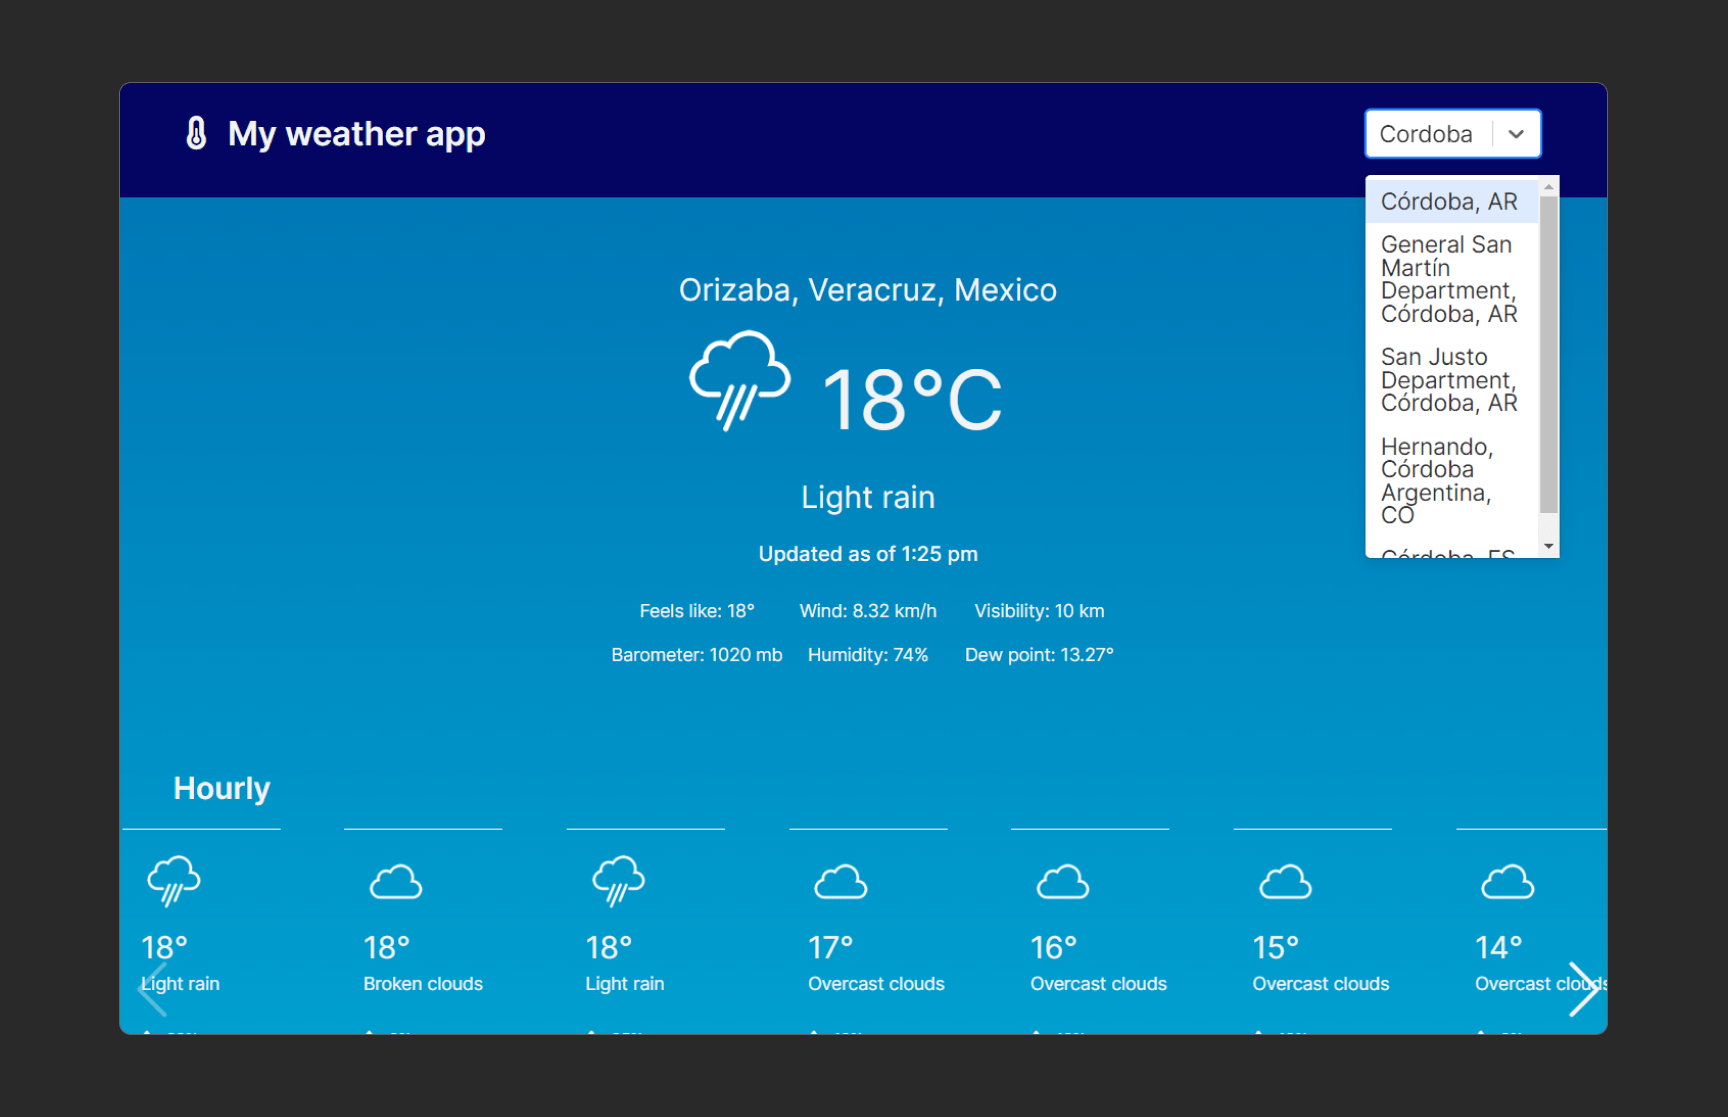 My weather app
Cordoba
Córdoba, AR
General San
Martín
Department,
Córdoba, AR
San Justo
Department,
Córdoba, AR
Hernando,
Córdoba
Argentina,
CO
Córdoba, ES
Orizaba, Veracruz, Mexico
18°C
Light rain
Updated as of 1:25 pm
Feels like: 18° Wind: 8.32 km/h Visibility: 10 km
Barometer: 1020 mb Humidity: 74% Dew point: 13.27°
Hourly
18° 18° 18° 17° 16° 15° 14°
Light rain Broken clouds Light rain Overcast clouds Overcast clouds Overcast clouds Overcast clouds